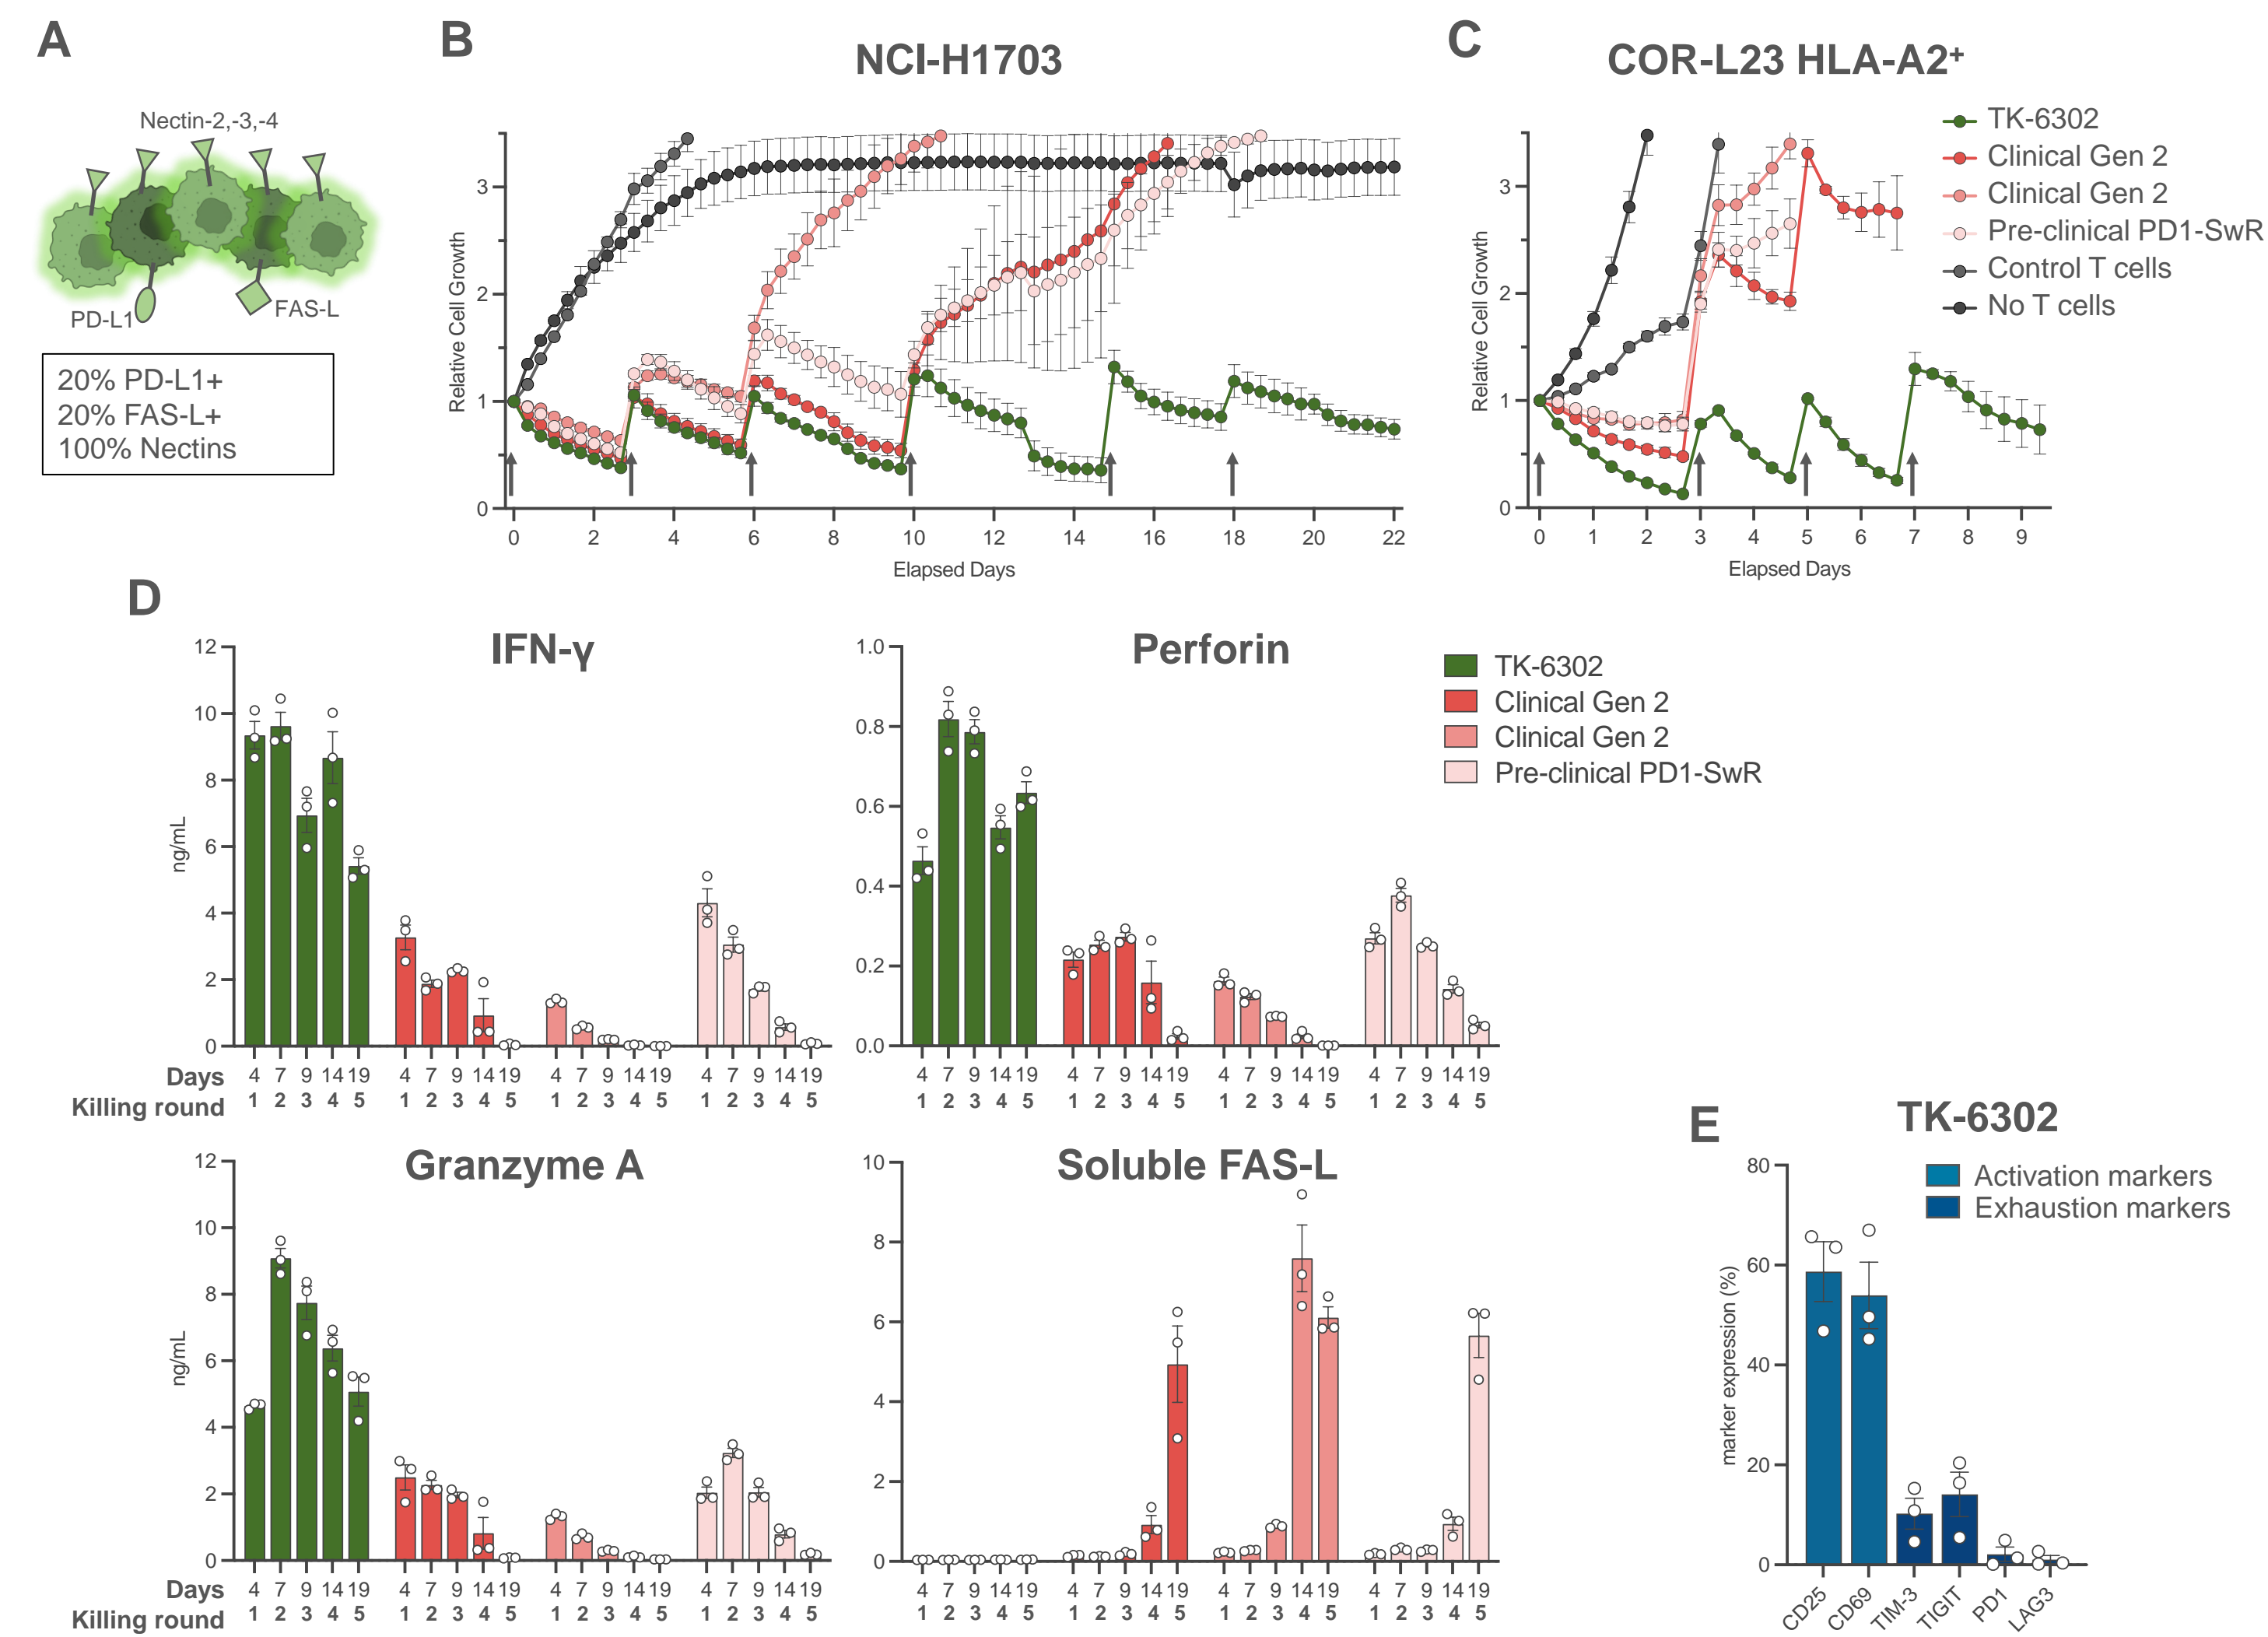 A
Nectin-2,-3,-4
PD-L1
FAS-L
20% PD-L1+
20% FAS-L+
100% Nectins
B
NCI-H1703
Relative Cell Growth
3
2
1
0
0 2 4 6 8 10 12 14 16 18 20 22
Elapsed Days
C
COR-L23 HLA-A2+
Relative Cell Growth
3
2
1
0
0 1 2 3 4 5 6 7 8 9
Elapsed Days
TK-6302
Clinical Gen 2
Clinical Gen 2
Pre-clinical PD1-SwR
Control T cells
No T cells
D
IFN-γ
ng/mL
12
10
8
6
4
2
0
Days 4 7 9 14 19 4 7 9 14 19 4 7 9 14 19 4 7 9 14 19
Killing round 1 2 3 4 5 1 2 3 4 5 1 2 3 4 5 1 2 3 4 5
Perforin
1.0
0.8
0.6
0.4
0.2
0.0
4 7 9 14 19 4 7 9 14 19 4 7 9 14 19 4 7 9 14 19
1 2 3 4 5 1 2 3 4 5 1 2 3 4 5 1 2 3 4 5
TK-6302
Clinical Gen 2
Clinical Gen 2
Pre-clinical PD1-SwR
Granzyme A
ng/mL
12
10
8
6
4
2
0
Days 4 7 9 14 19 4 7 9 14 19 4 7 9 14 19 4 7 9 14 19
Killing round 1 2 3 4 5 1 2 3 4 5 1 2 3 4 5 1 2 3 4 5
Soluble FAS-L
10
8
6
4
2
0
4 7 9 14 19 4 7 9 14 19 4 7 9 14 19 4 7 9 14 19
1 2 3 4 5 1 2 3 4 5 1 2 3 4 5 1 2 3 4 5
E
TK-6302
Activation markers
Exhaustion markers
marker expression (%)
80
60
40
20
0
CD25 CD69 TIM-3 TIGIT PD1 LAG3